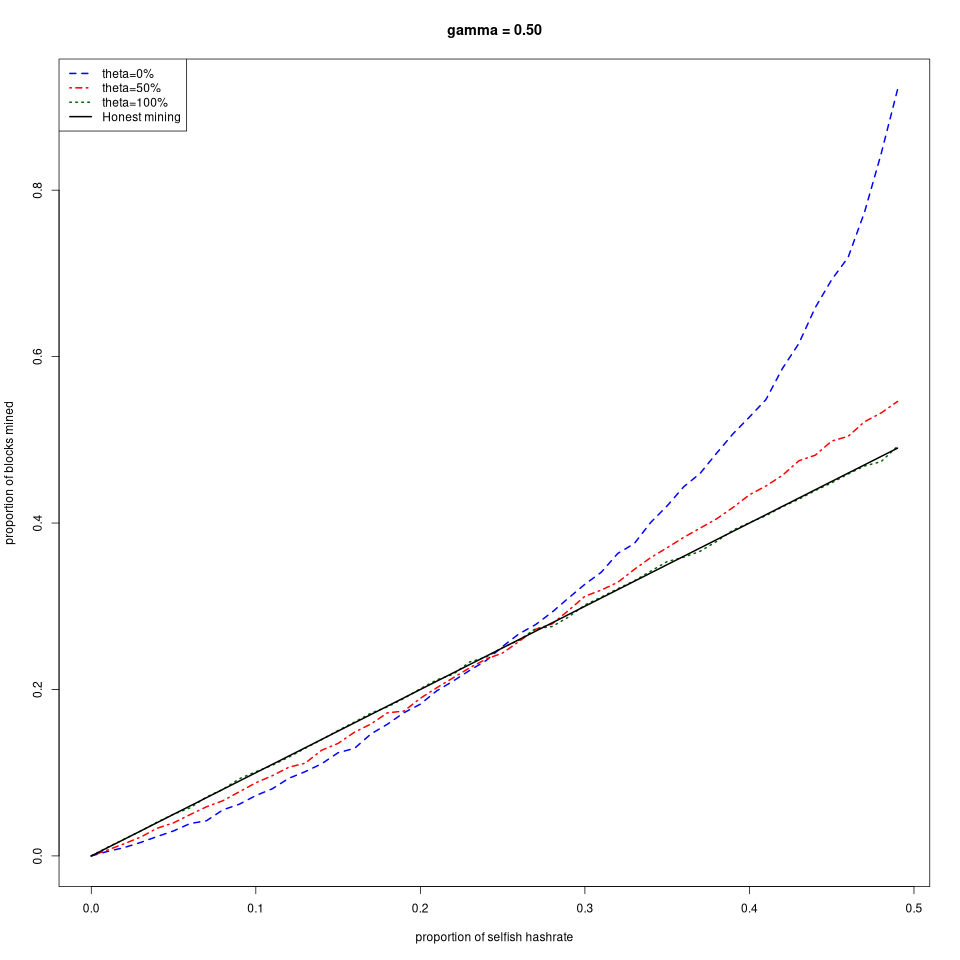 gamma = 0.50
theta=0%
theta=50%
theta=100%
Honest mining
proportion of blocks mined
0.8
0.6
0.4
0.2
0.0
0.0 0.1 0.2 0.3 0.4 0.5
proportion of selfish hashrate